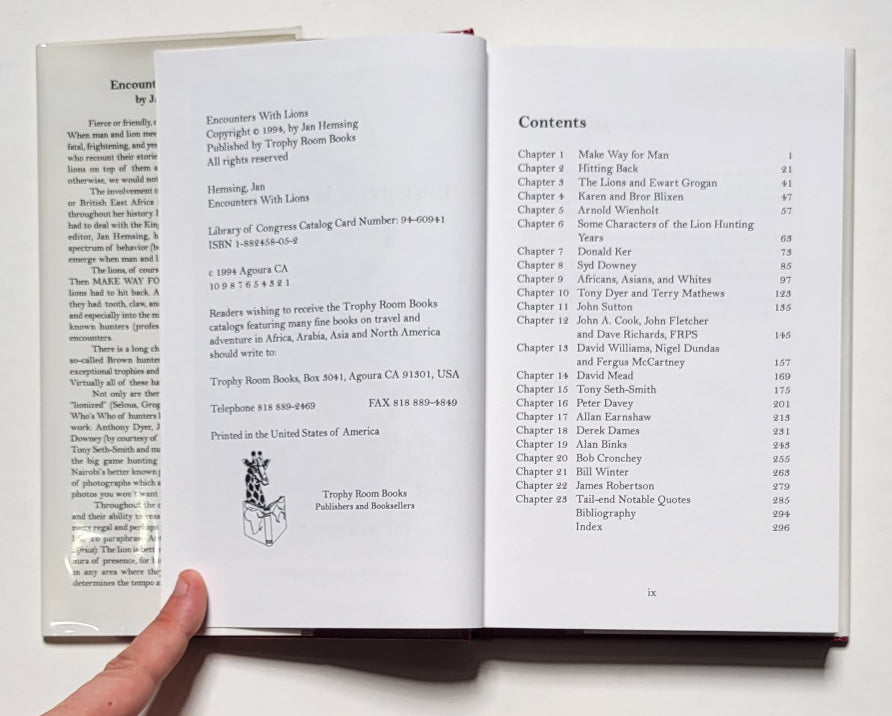 Encount
by J
Fierce or friendly, t
When man and lion mee
fatal, frightening, and yes
who recount their storie
lions on top of them a
otherwise, we would not
The involvement o
or British East Africa
throughout her history. I
had to deal with the Kin
editor, Jan Hemsing, h
spectrum of behavior (b
emerge when man and l
The lions, of cours
Then MAKE WAY FO
lions had to hit back. A
they had: tooth, claw, an
and especially into the m
known hunters (profes
encounters.
There is a long ch
so-called Brown hunte
exceptional trophies and
Virtually all of these ha
Not only are ther
"lionized" (Selous, Grog
Who's Who of hunters l
work: Anthony Dyer, J
Downey (by courtesy of
Tony Seth-Smith and m
the big game hunting
Nairobi's better known
of photographs which a
photos you won't want
Throughout the c
and their ability to reas
regal and perhaps
to paraphras
The lion is bett
aura of presence, for
in any area where the
determines the tempo a
Encounters With Lions
Copyright © 1994, by Jan Hemsing
Published by Trophy Room Books
All rights reserved
Hemsing, Jan
Encounters With Lions
Library of Congress Catalog Card Number: 94-60941
ISBN 1-882458-05-2
c 1994 Agoura CA
10 9 8 7 6 5 4 3 2 1
Readers wishing to receive the Trophy Room Books
catalogs featuring many fine books on travel and
adventure in Africa, Arabia, Asia and North America
should write to:
Trophy Room Books, Box 3041, Agoura CA 91301, USA
Telephone 818 889-2469 FAX 818 889-4849
Printed in the United States of America
Trophy Room Books
Publishers and Booksellers
Contents
Chapter 1 Make Way for Man 1
Chapter 2 Hitting Back 21
Chapter 3 The Lions and Ewart Grogan 41
Chapter 4 Karen and Bror Blixen 47
Chapter 5 Arnold Wienholt 57
Chapter 6 Some Characters of the Lion Hunting
Years 63
Chapter 7 Donald Ker 73
Chapter 8 Syd Downey 85
Chapter 9 Africans, Asians, and Whites 97
Chapter 10 Tony Dyer and Terry Mathews 123
Chapter 11 John Sutton 135
Chapter 12 John A. Cook, John Fletcher
and Dave Richards, FRPS 145
Chapter 13 David Williams, Nigel Dundas
and Fergus McCartney 157
Chapter 14 David Mead 169
Chapter 15 Tony Seth-Smith 175
Chapter 16 Peter Davey 201
Chapter 17 Allan Earnshaw 213
Chapter 18 Derek Dames 231
Chapter 19 Alan Binks 243
Chapter 20 Bob Cronchey 255
Chapter 21 Bill Winter 263
Chapter 22 James Robertson 279
Chapter 23 Tail-end Notable Quotes 285
Bibliography 294
Index 296
ix